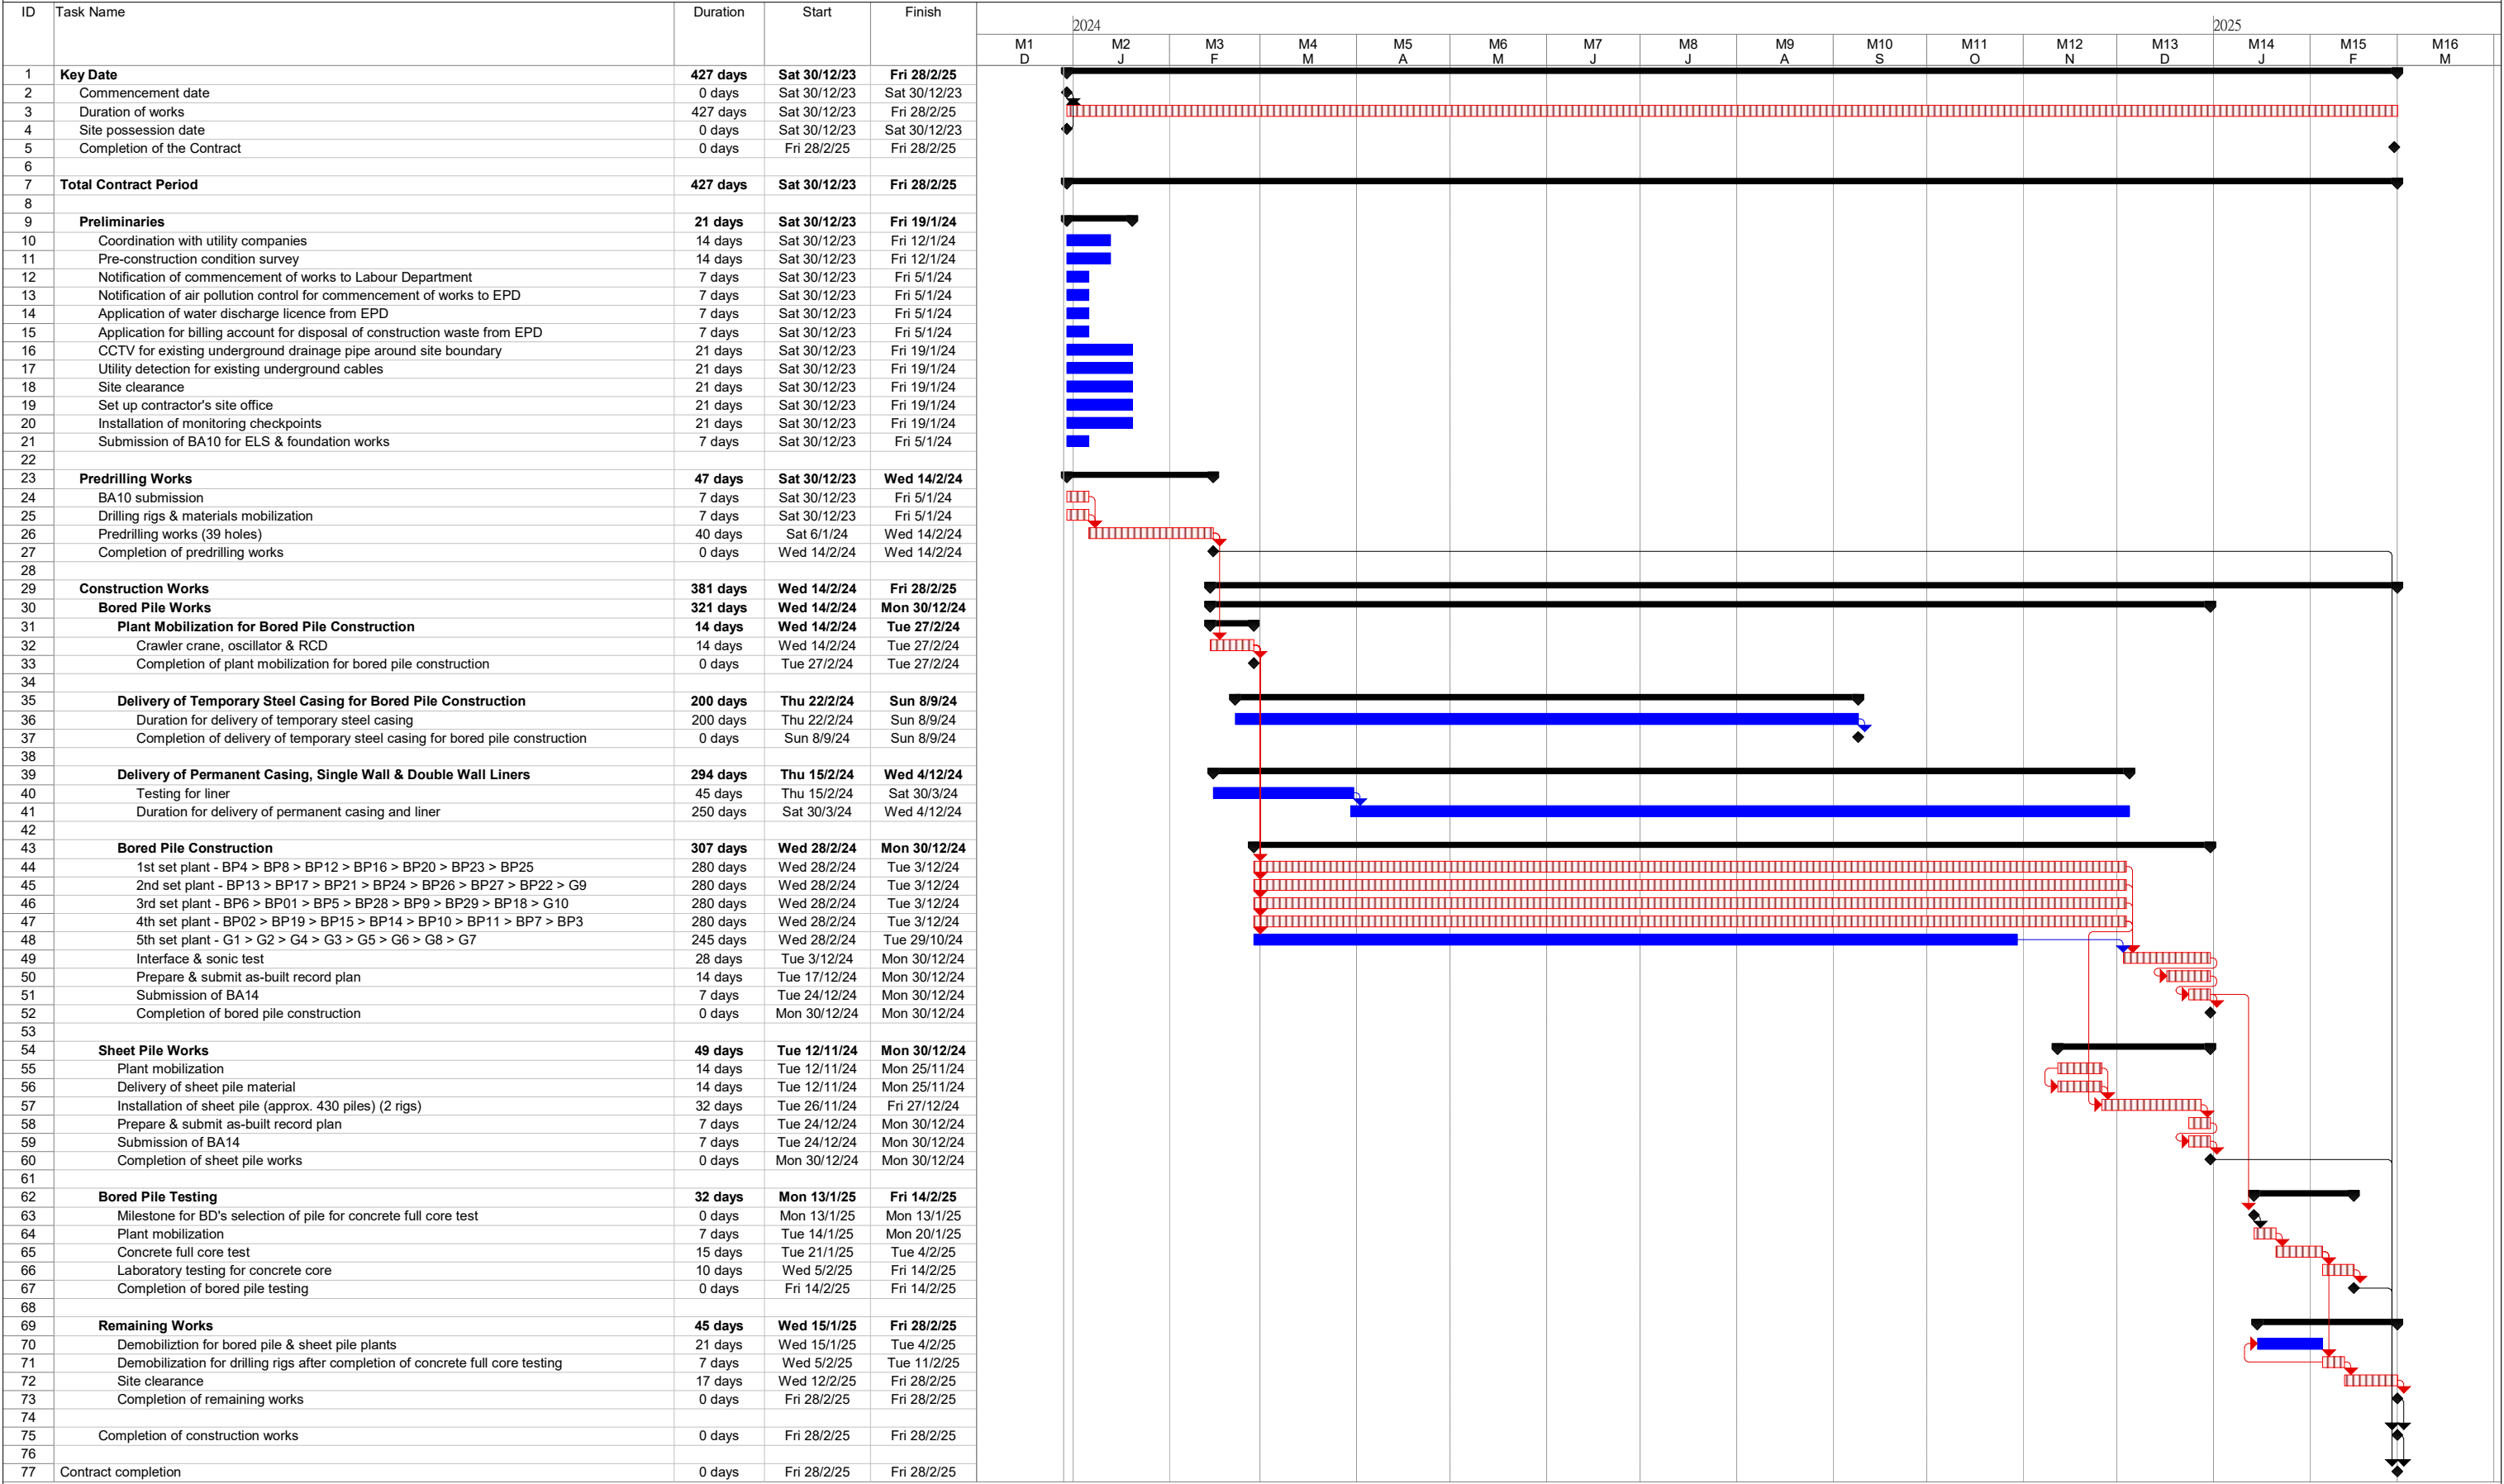 ID Task Name Duration Start Finish
2024 2025
M1 M2 M3 M4 M5 M6 M7 M8 M9 M10 M11 M12 M13 M14 M15 M16
D J F M A M J J A S O N D J F M
1 Key Date 427 days Sat 30/12/23 Fri 28/2/25
2 Commencement date 0 days Sat 30/12/23 Sat 30/12/23
3 Duration of works 427 days Sat 30/12/23 Fri 28/2/25
4 Site possession date 0 days Sat 30/12/23 Sat 30/12/23
5 Completion of the Contract 0 days Fri 28/2/25 Fri 28/2/25
6
7 Total Contract Period 427 days Sat 30/12/23 Fri 28/2/25
8
9 Preliminaries 21 days Sat 30/12/23 Fri 19/1/24
10 Coordination with utility companies 14 days Sat 30/12/23 Fri 12/1/24
11 Pre-construction condition survey 14 days Sat 30/12/23 Fri 12/1/24
12 Notification of commencement of works to Labour Department 7 days Sat 30/12/23 Fri 5/1/24
13 Notification of air pollution control for commencement of works to EPD 7 days Sat 30/12/23 Fri 5/1/24
14 Application of water discharge licence from EPD 7 days Sat 30/12/23 Fri 5/1/24
15 Application for billing account for disposal of construction waste from EPD 7 days Sat 30/12/23 Fri 5/1/24
16 CCTV for existing underground drainage pipe around site boundary 21 days Sat 30/12/23 Fri 19/1/24
17 Utility detection for existing underground cables 21 days Sat 30/12/23 Fri 19/1/24
18 Site clearance 21 days Sat 30/12/23 Fri 19/1/24
19 Set up contractor's site office 21 days Sat 30/12/23 Fri 19/1/24
20 Installation of monitoring checkpoints 21 days Sat 30/12/23 Fri 19/1/24
21 Submission of BA10 for ELS & foundation works 7 days Sat 30/12/23 Fri 5/1/24
22
23 Predrilling Works 47 days Sat 30/12/23 Wed 14/2/24
24 BA10 submission 7 days Sat 30/12/23 Fri 5/1/24
25 Drilling rigs & materials mobilization 7 days Sat 30/12/23 Fri 5/1/24
26 Predrilling works (39 holes) 40 days Sat 6/1/24 Wed 14/2/24
27 Completion of predrilling works 0 days Wed 14/2/24 Wed 14/2/24
28
29 Construction Works 381 days Wed 14/2/24 Fri 28/2/25
30 Bored Pile Works 321 days Wed 14/2/24 Mon 30/12/24
31 Plant Mobilization for Bored Pile Construction 14 days Wed 14/2/24 Tue 27/2/24
32 Crawler crane, oscillator & RCD 14 days Wed 14/2/24 Tue 27/2/24
33 Completion of plant mobilization for bored pile construction 0 days Tue 27/2/24 Tue 27/2/24
34
35 Delivery of Temporary Steel Casing for Bored Pile Construction 200 days Thu 22/2/24 Sun 8/9/24
36 Duration for delivery of temporary steel casing 200 days Thu 22/2/24 Sun 8/9/24
37 Completion of delivery of temporary steel casing for bored pile construction 0 days Sun 8/9/24 Sun 8/9/24
38
39 Delivery of Permanent Casing, Single Wall & Double Wall Liners 294 days Thu 15/2/24 Wed 4/12/24
40 Testing for liner 45 days Thu 15/2/24 Sat 30/3/24
41 Duration for delivery of permanent casing and liner 250 days Sat 30/3/24 Wed 4/12/24
42
43 Bored Pile Construction 307 days Wed 28/2/24 Mon 30/12/24
44 1st set plant - BP4 > BP8 > BP12 > BP16 > BP20 > BP23 > BP25 280 days Wed 28/2/24 Tue 3/12/24
45 2nd set plant - BP13 > BP17 > BP21 > BP24 > BP26 > BP27 > BP22 > G9 280 days Wed 28/2/24 Tue 3/12/24
46 3rd set plant - BP6 > BP01 > BP5 > BP28 > BP9 > BP29 > BP18 > G10 280 days Wed 28/2/24 Tue 3/12/24
47 4th set plant - BP02 > BP19 > BP15 > BP14 > BP10 > BP11 > BP7 > BP3 280 days Wed 28/2/24 Tue 3/12/24
48 5th set plant - G1 > G2 > G4 > G3 > G5 > G6 > G8 > G7 245 days Wed 28/2/24 Tue 29/10/24
49 Interface & sonic test 28 days Tue 3/12/24 Mon 30/12/24
50 Prepare & submit as-built record plan 14 days Tue 17/12/24 Mon 30/12/24
51 Submission of BA14 7 days Tue 24/12/24 Mon 30/12/24
52 Completion of bored pile construction 0 days Mon 30/12/24 Mon 30/12/24
53
54 Sheet Pile Works 49 days Tue 12/11/24 Mon 30/12/24
55 Plant mobilization 14 days Tue 12/11/24 Mon 25/11/24
56 Delivery of sheet pile material 14 days Tue 12/11/24 Mon 25/11/24
57 Installation of sheet pile (approx. 430 piles) (2 rigs) 32 days Tue 26/11/24 Fri 27/12/24
58 Prepare & submit as-built record plan 7 days Tue 24/12/24 Mon 30/12/24
59 Submission of BA14 7 days Tue 24/12/24 Mon 30/12/24
60 Completion of sheet pile works 0 days Mon 30/12/24 Mon 30/12/24
61
62 Bored Pile Testing 32 days Mon 13/1/25 Fri 14/2/25
63 Milestone for BD's selection of pile for concrete full core test 0 days Mon 13/1/25 Mon 13/1/25
64 Plant mobilization 7 days Tue 14/1/25 Mon 20/1/25
65 Concrete full core test 15 days Tue 21/1/25 Tue 4/2/25
66 Laboratory testing for concrete core 10 days Wed 5/2/25 Fri 14/2/25
67 Completion of bored pile testing 0 days Fri 14/2/25 Fri 14/2/25
68
69 Remaining Works 45 days Wed 15/1/25 Fri 28/2/25
70 Demobiliztion for bored pile & sheet pile plants 21 days Wed 15/1/25 Tue 4/2/25
71 Demobilization for drilling rigs after completion of concrete full core testing 7 days Wed 5/2/25 Tue 11/2/25
72 Site clearance 17 days Wed 12/2/25 Fri 28/2/25
73 Completion of remaining works 0 days Fri 28/2/25 Fri 28/2/25
74
75 Completion of construction works 0 days Fri 28/2/25 Fri 28/2/25
76
77 Contract completion 0 days Fri 28/2/25 Fri 28/2/25